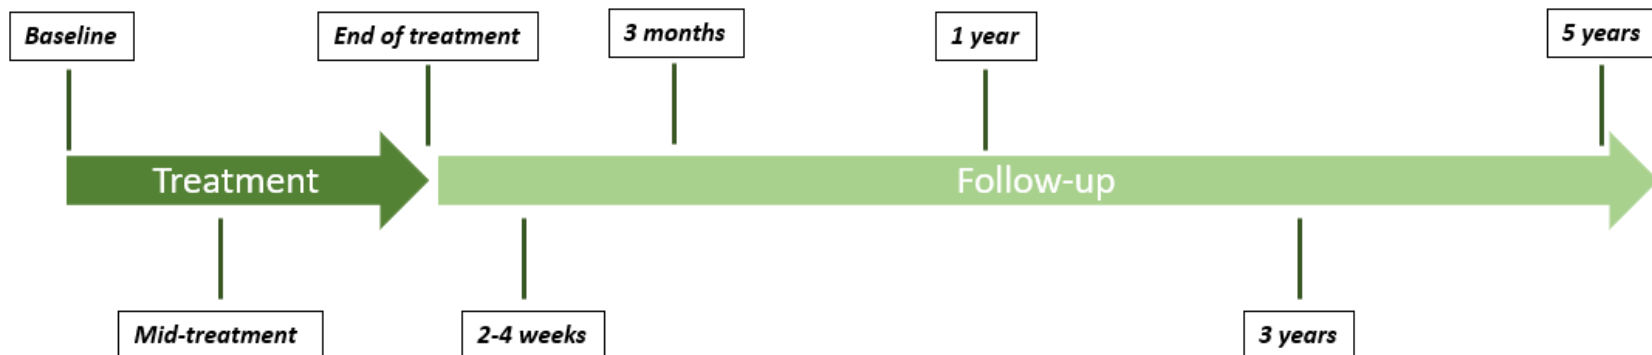 Baseline
End of treatment
3 months
1 year
5 years
Treatment
Follow-up
Mid-treatment
2-4 weeks
3 years